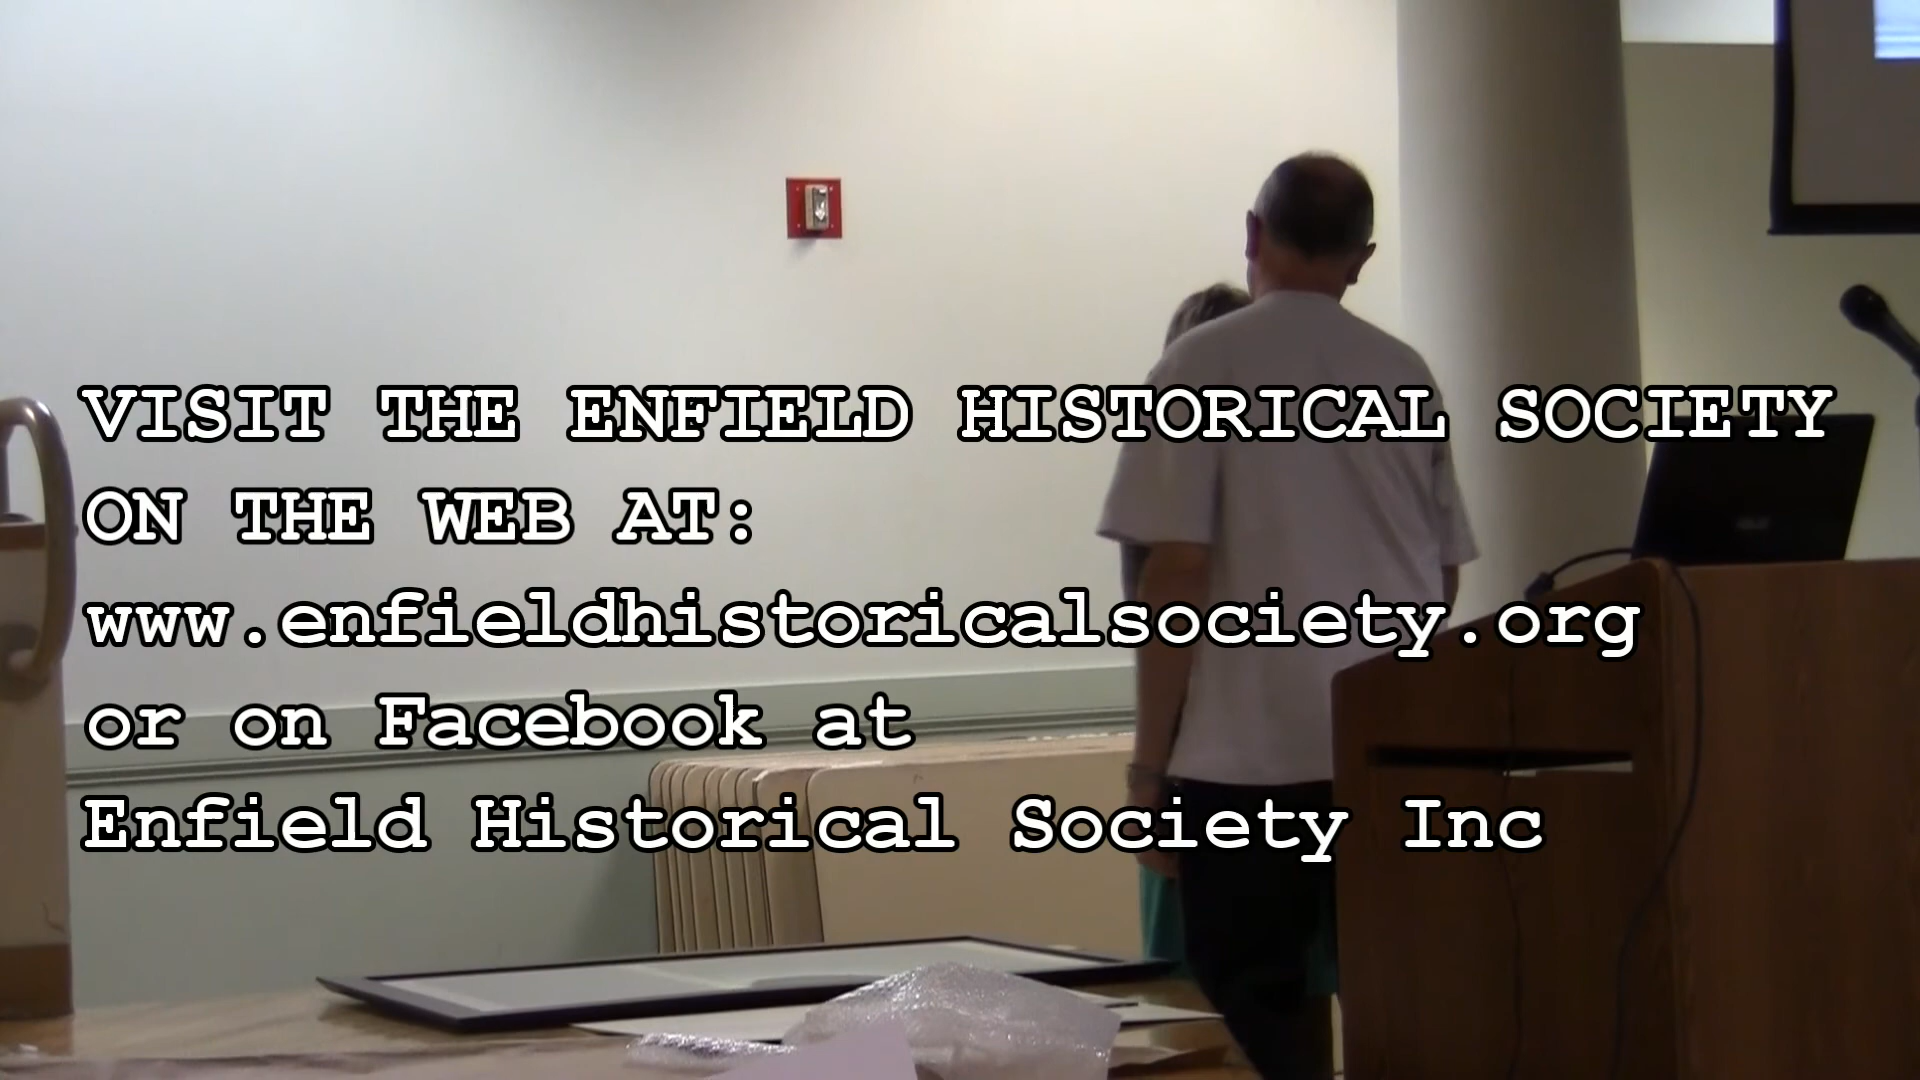 VISIT THE ENFIELD HISTORICAL SOCIETY
ON THE WEB AT:
www.enfieldhistoricalsociety.org
or on Facebook at
Enfield Historical Society Inc